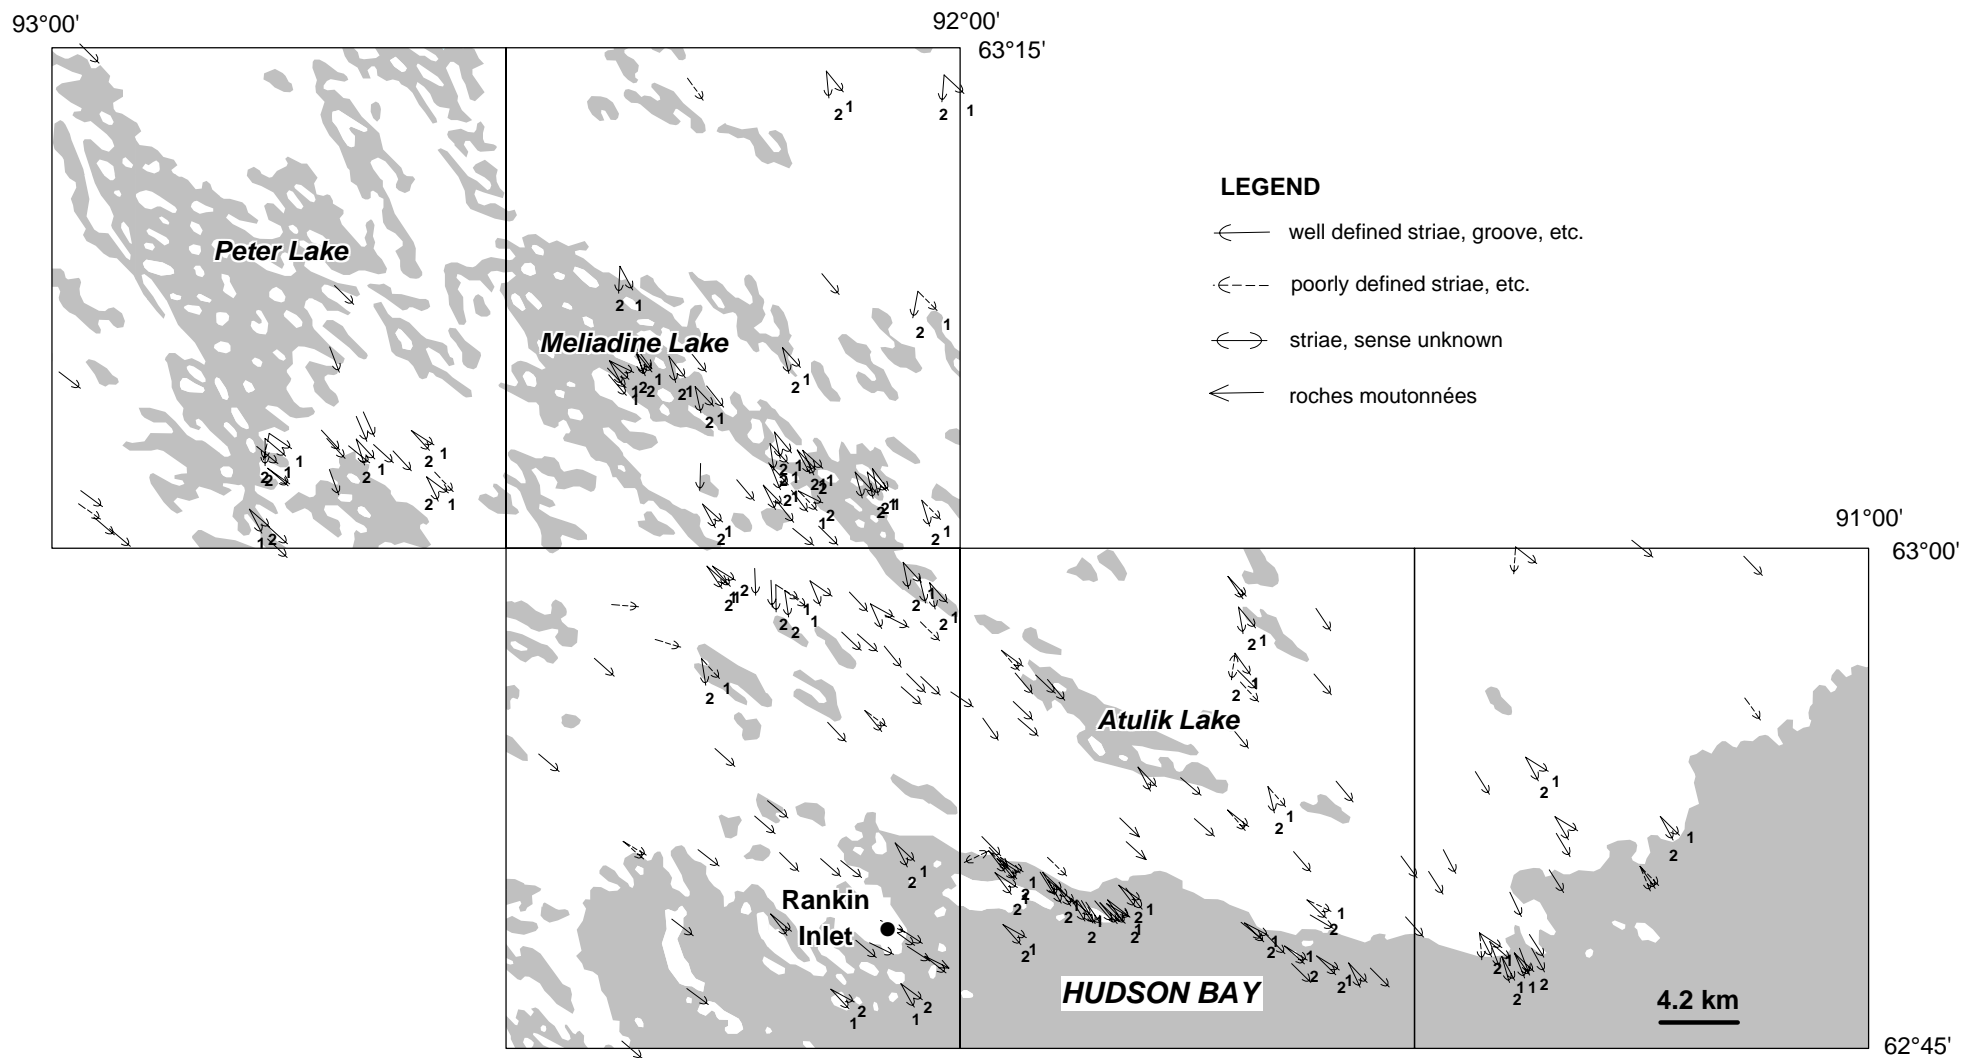 93°00'
92°00'
63°15'
LEGEND
well defined striae, groove, etc.
poorly defined striae, etc.
striae, sense unknown
roches moutonnées
Peter Lake
Meliadine Lake
91°00'
63°00'
Atulik Lake
Rankin
Inlet
HUDSON BAY
4.2 km
62°45'